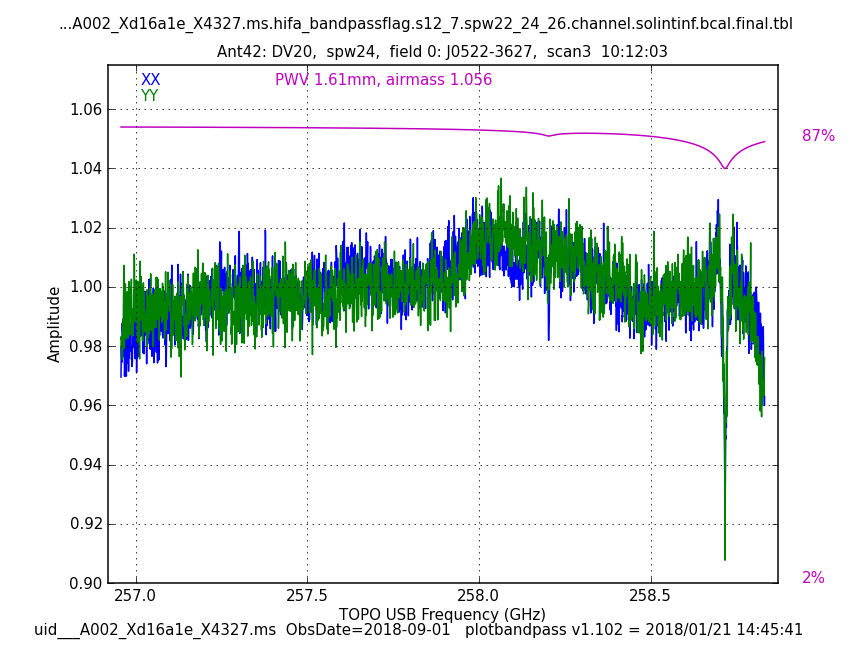 ...A002_Xd16a1e_X4327.ms.hifa_bandpassflag.s12_7.spw22_24_26.channel.solintinf.bcal.final.tbl
Ant42: DV20,  spw24,  field 0: J0522-3627,  scan3  10:12:03
XX
PWV 1.61mm, airmass 1.056
YY
1.06
87%
1.04
1.02
1.00
Amplitude
0.98
0.96
0.94
0.92
0.90
2%
257.0
257.5
258.0
258.5
TOPO USB Frequency (GHz)
uid___A002_Xd16a1e_X4327.ms  ObsDate=2018-09-01   plotbandpass v1.102 = 2018/01/21 14:45:41